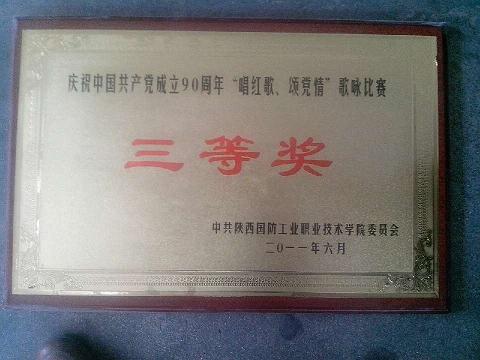 庆祝中国共产党成立90周年“唱红歌、颂党情”歌咏比赛
三等奖
中共陕西国防工业职业技术学院委员会
二〇一一年六月